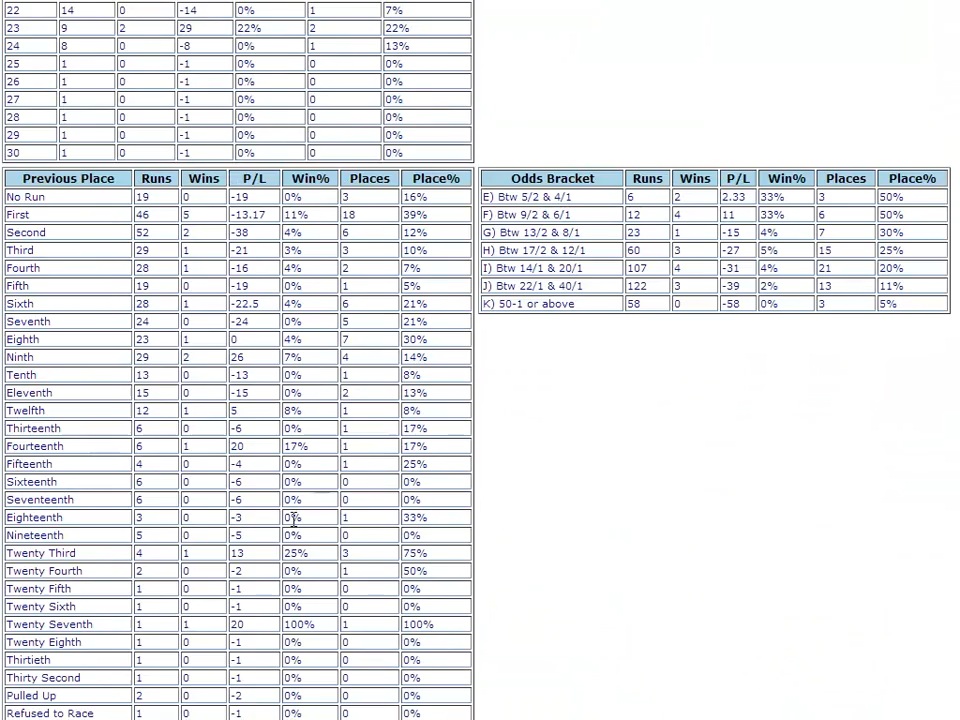 22 14 0 -14 0% 1 7%
23 9 2 29 22% 2 22%
24 8 0 -8 0% 1 13%
25 1 0 -1 0% 0 0%
26 1 0 -1 0% 0 0%
27 1 0 -1 0% 0 0%
28 1 0 -1 0% 0 0%
29 1 0 -1 0% 0 0%
30 1 0 -1 0% 0 0%
Previous Place Runs Wins P/L Win% Places Place%
No Run 19 0 -19 0% 3 16%
First 46 5 -13.17 11% 18 39%
Second 52 2 -38 4% 6 12%
Third 29 1 -21 3% 3 10%
Fourth 28 1 -16 4% 2 7%
Fifth 19 0 -19 0% 1 5%
Sixth 28 1 -22.5 4% 6 21%
Seventh 24 0 -24 0% 5 21%
Eighth 23 1 0 4% 7 30%
Ninth 29 2 26 7% 4 14%
Tenth 13 0 -13 0% 1 8%
Eleventh 15 0 -15 0% 2 13%
Twelfth 12 1 5 8% 1 8%
Thirteenth 6 0 -6 0% 1 17%
Fourteenth 6 1 20 17% 1 17%
Fifteenth 4 0 -4 0% 1 25%
Sixteenth 6 0 -6 0% 0 0%
Seventeenth 6 0 -6 0% 0 0%
Eighteenth 3 0 -3 0% 1 33%
Nineteenth 5 0 -5 0% 0 0%
Twenty Third 4 1 13 25% 3 75%
Twenty Fourth 2 0 -2 0% 1 50%
Twenty Fifth 1 0 -1 0% 0 0%
Twenty Sixth 1 0 -1 0% 0 0%
Twenty Seventh 1 1 20 100% 1 100%
Twenty Eighth 1 0 -1 0% 0 0%
Thirtieth 1 0 -1 0% 0 0%
Thirty Second 1 0 -1 0% 0 0%
Pulled Up 2 0 -2 0% 0 0%
Refused to Race 1 0 -1 0% 0 0%
Odds Bracket Runs Wins P/L Win% Places Place%
E) Btw 5/2 & 4/1 6 2 2.33 33% 3 50%
F) Btw 9/2 & 6/1 12 4 11 33% 6 50%
G) Btw 13/2 & 8/1 23 1 -15 4% 7 30%
H) Btw 17/2 & 12/1 60 3 -27 5% 15 25%
I) Btw 14/1 & 20/1 107 4 -31 4% 21 20%
J) Btw 22/1 & 40/1 122 3 -39 2% 13 11%
K) 50-1 or above 58 0 -58 0% 3 5%